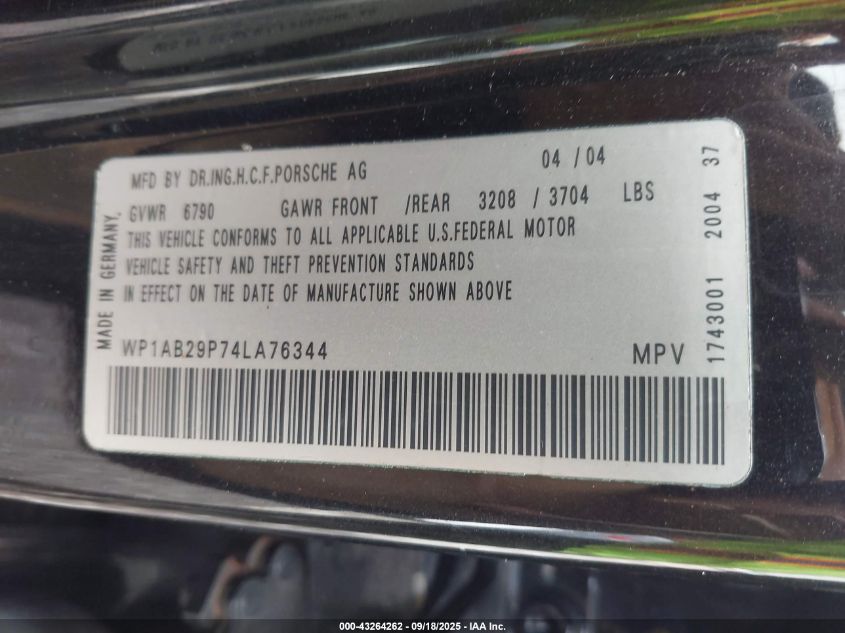 MFD BY DR.ING.H.C.F.PORSCHE AG 04 / 04
GVWR 6790 GAWR FRONT /REAR 3208 / 3704 LBS
THIS VEHICLE CONFORMS TO ALL APPLICABLE U.S.FEDERAL MOTOR
VEHICLE SAFETY AND THEFT PREVENTION STANDARDS
IN EFFECT ON THE DATE OF MANUFACTURE SHOWN ABOVE
WP1AB29P74LA76344 MPV
MADE IN GERMANY.
1743001 2004 37
000-43264262 - 09/18/2025 - IAA Inc.